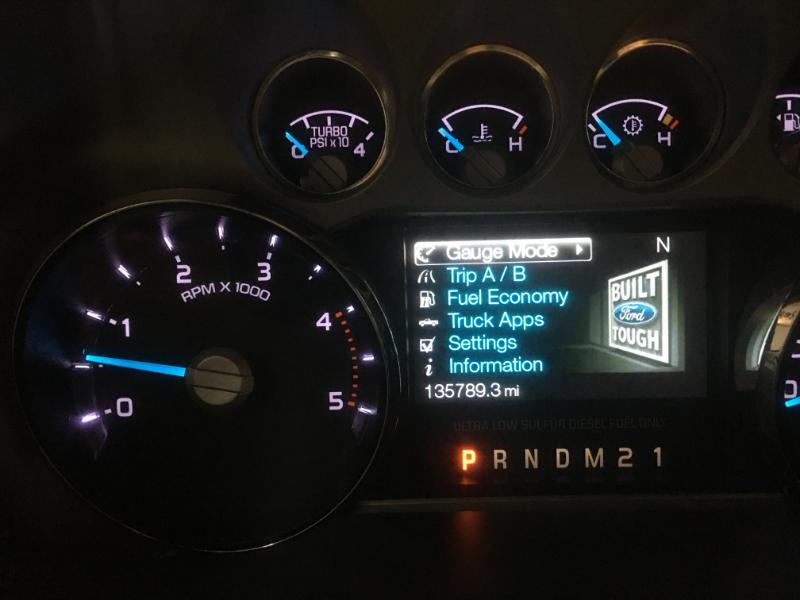 TURBO
PSI x 10
0 4
C H
C H
0 1 2 3 4 5
RPM X 1000
Gauge Mode
N
Trip A / B
Fuel Economy
Truck Apps
Settings
Information
135789.3 mi
BUILT
Ford
TOUGH
ULTRA LOW SULFUR DIESEL FUEL ONLY
P R N D M 2 1
0